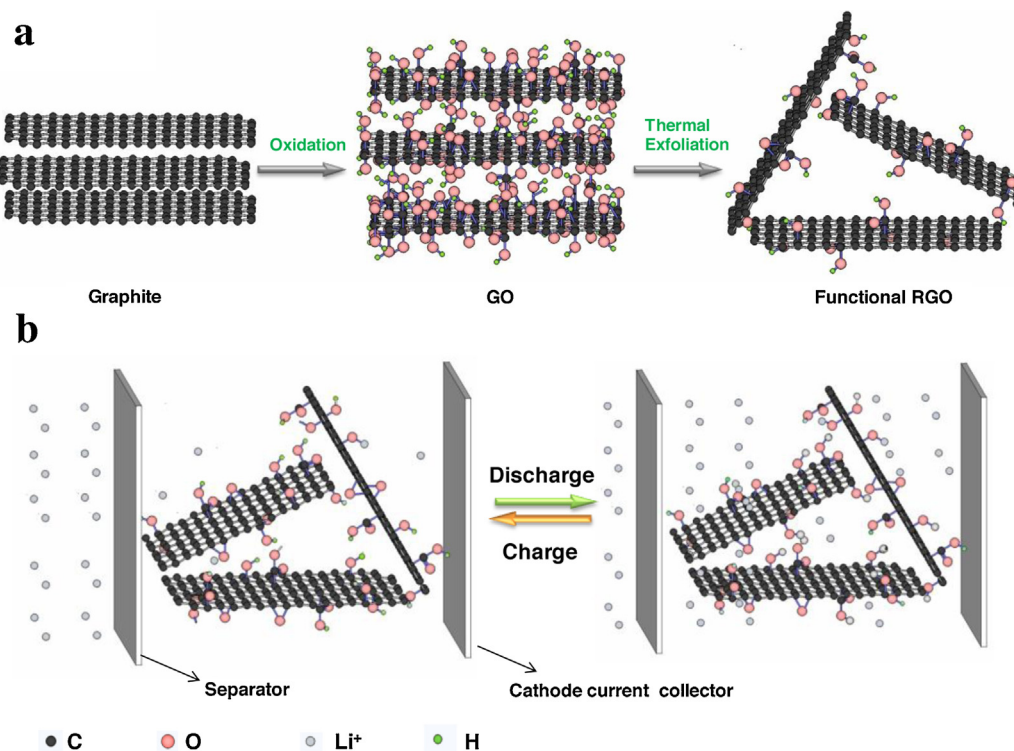 a
Oxidation
Thermal
Exfoliation
Graphite
GO
Functional RGO
b
Discharge
Charge
Separator
Cathode current collector
C
O
Li⁺
H